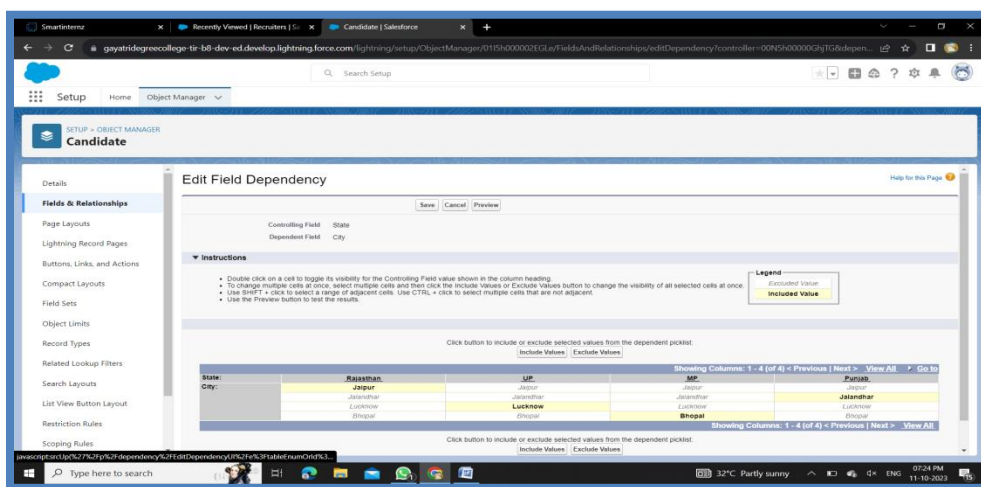 Smartinternz
Recently Viewed | Recruiters | Sa
Candidate | Salesforce
gayatridegreecollege-tir-b8-dev-ed.develop.lightning.force.com/lightning/setup/ObjectManager/01I5h000002EGLe/FieldsAndRelationships/editDependency?controller=00N5h00000GhjTG&depen...
Search Setup
Setup Home Object Manager
SETUP > OBJECT MANAGER
Candidate
Details
Fields & Relationships
Page Layouts
Lightning Record Pages
Buttons, Links, and Actions
Compact Layouts
Field Sets
Object Limits
Record Types
Related Lookup Filters
Search Layouts
List View Button Layout
Restriction Rules
Scoping Rules
Edit Field Dependency
Help for this Page
Save Cancel Preview
Controlling Field State
Dependent Field City
Instructions
• Double click on a cell to toggle its visibility for the Controlling Field value shown in the column heading.
• To change multiple cells at once, select multiple cells and then click the Include Values or Exclude Values button to change the visibility of all selected cells at once.
• Use SHIFT + click to select a range of adjacent cells. Use CTRL + click to select multiple cells that are not adjacent.
• Use the Preview button to test the results.
Legend
Excluded Value
Included Value
Click button to include or exclude selected values from the dependent picklist:
Include Values Exclude Values
Showing Columns: 1 - 4 (of 4) < Previous | Next > View All Go to
State: Rajasthan UP MP Punjab
City: Jaipur Jaipur Jaipur Jaipur
Jalandhar Jalandhar Jalandhar Jalandhar
Lucknow Lucknow Lucknow Lucknow
Bhopal Bhopal Bhopal Bhopal
Showing Columns: 1 - 4 (of 4) < Previous | Next > View All
Click button to include or exclude selected values from the dependent picklist:
Include Values Exclude Values
javascript:srcUp(%27%2Fp%2Fdependency%2FEditDependencyUI%2Fe%3FtableEnumOrId%3...
Type here to search
32°C Partly sunny
ENG
07:24 PM
11-10-2023
15